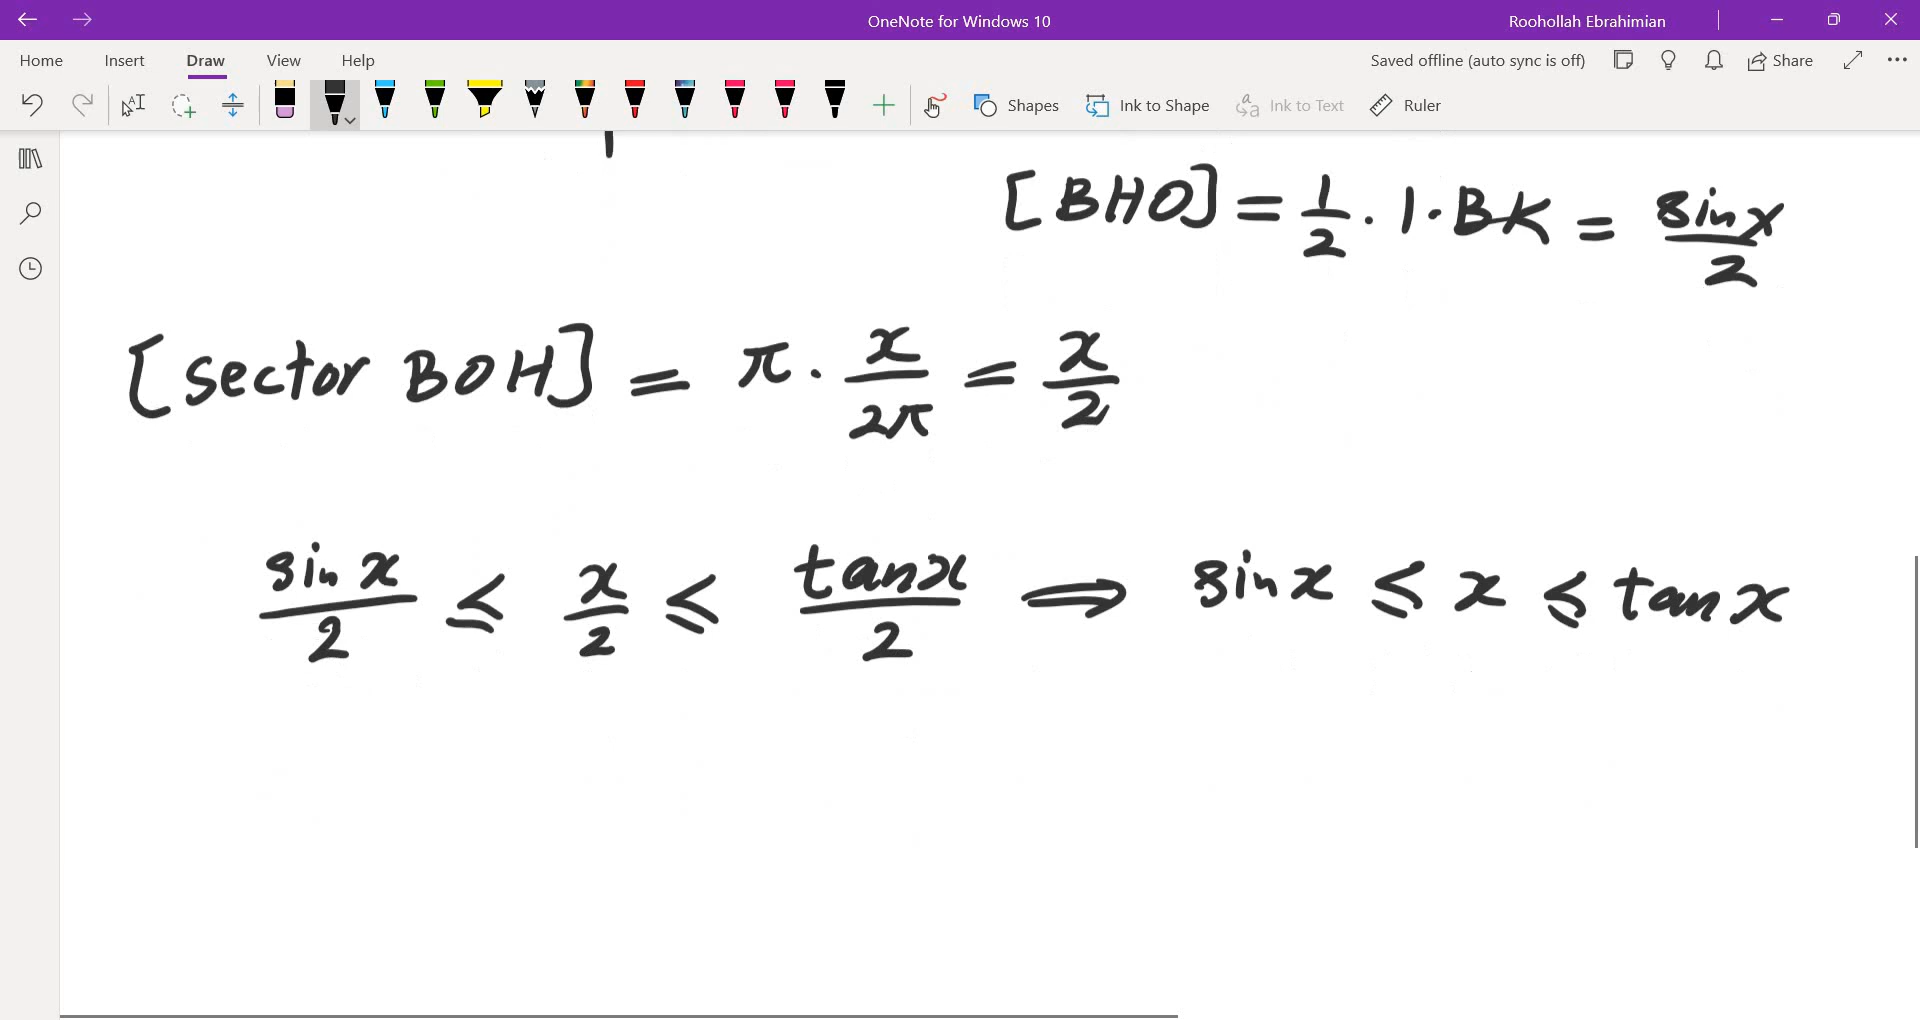 OneNote for Windows 10 Roohollah Ebrahimian
Home Insert Draw View Help Saved offline (auto sync is off) Share
AI Shapes Ink to Shape a Ink to Text Ruler
[BHO] = 1/2 · 1 · BK = sin x/2
[sector BOH] = π · x/2π = x/2
sin x/2 ≤ x/2 ≤ tan x/2 ⟹ sin x ≤ x ≤ tan x